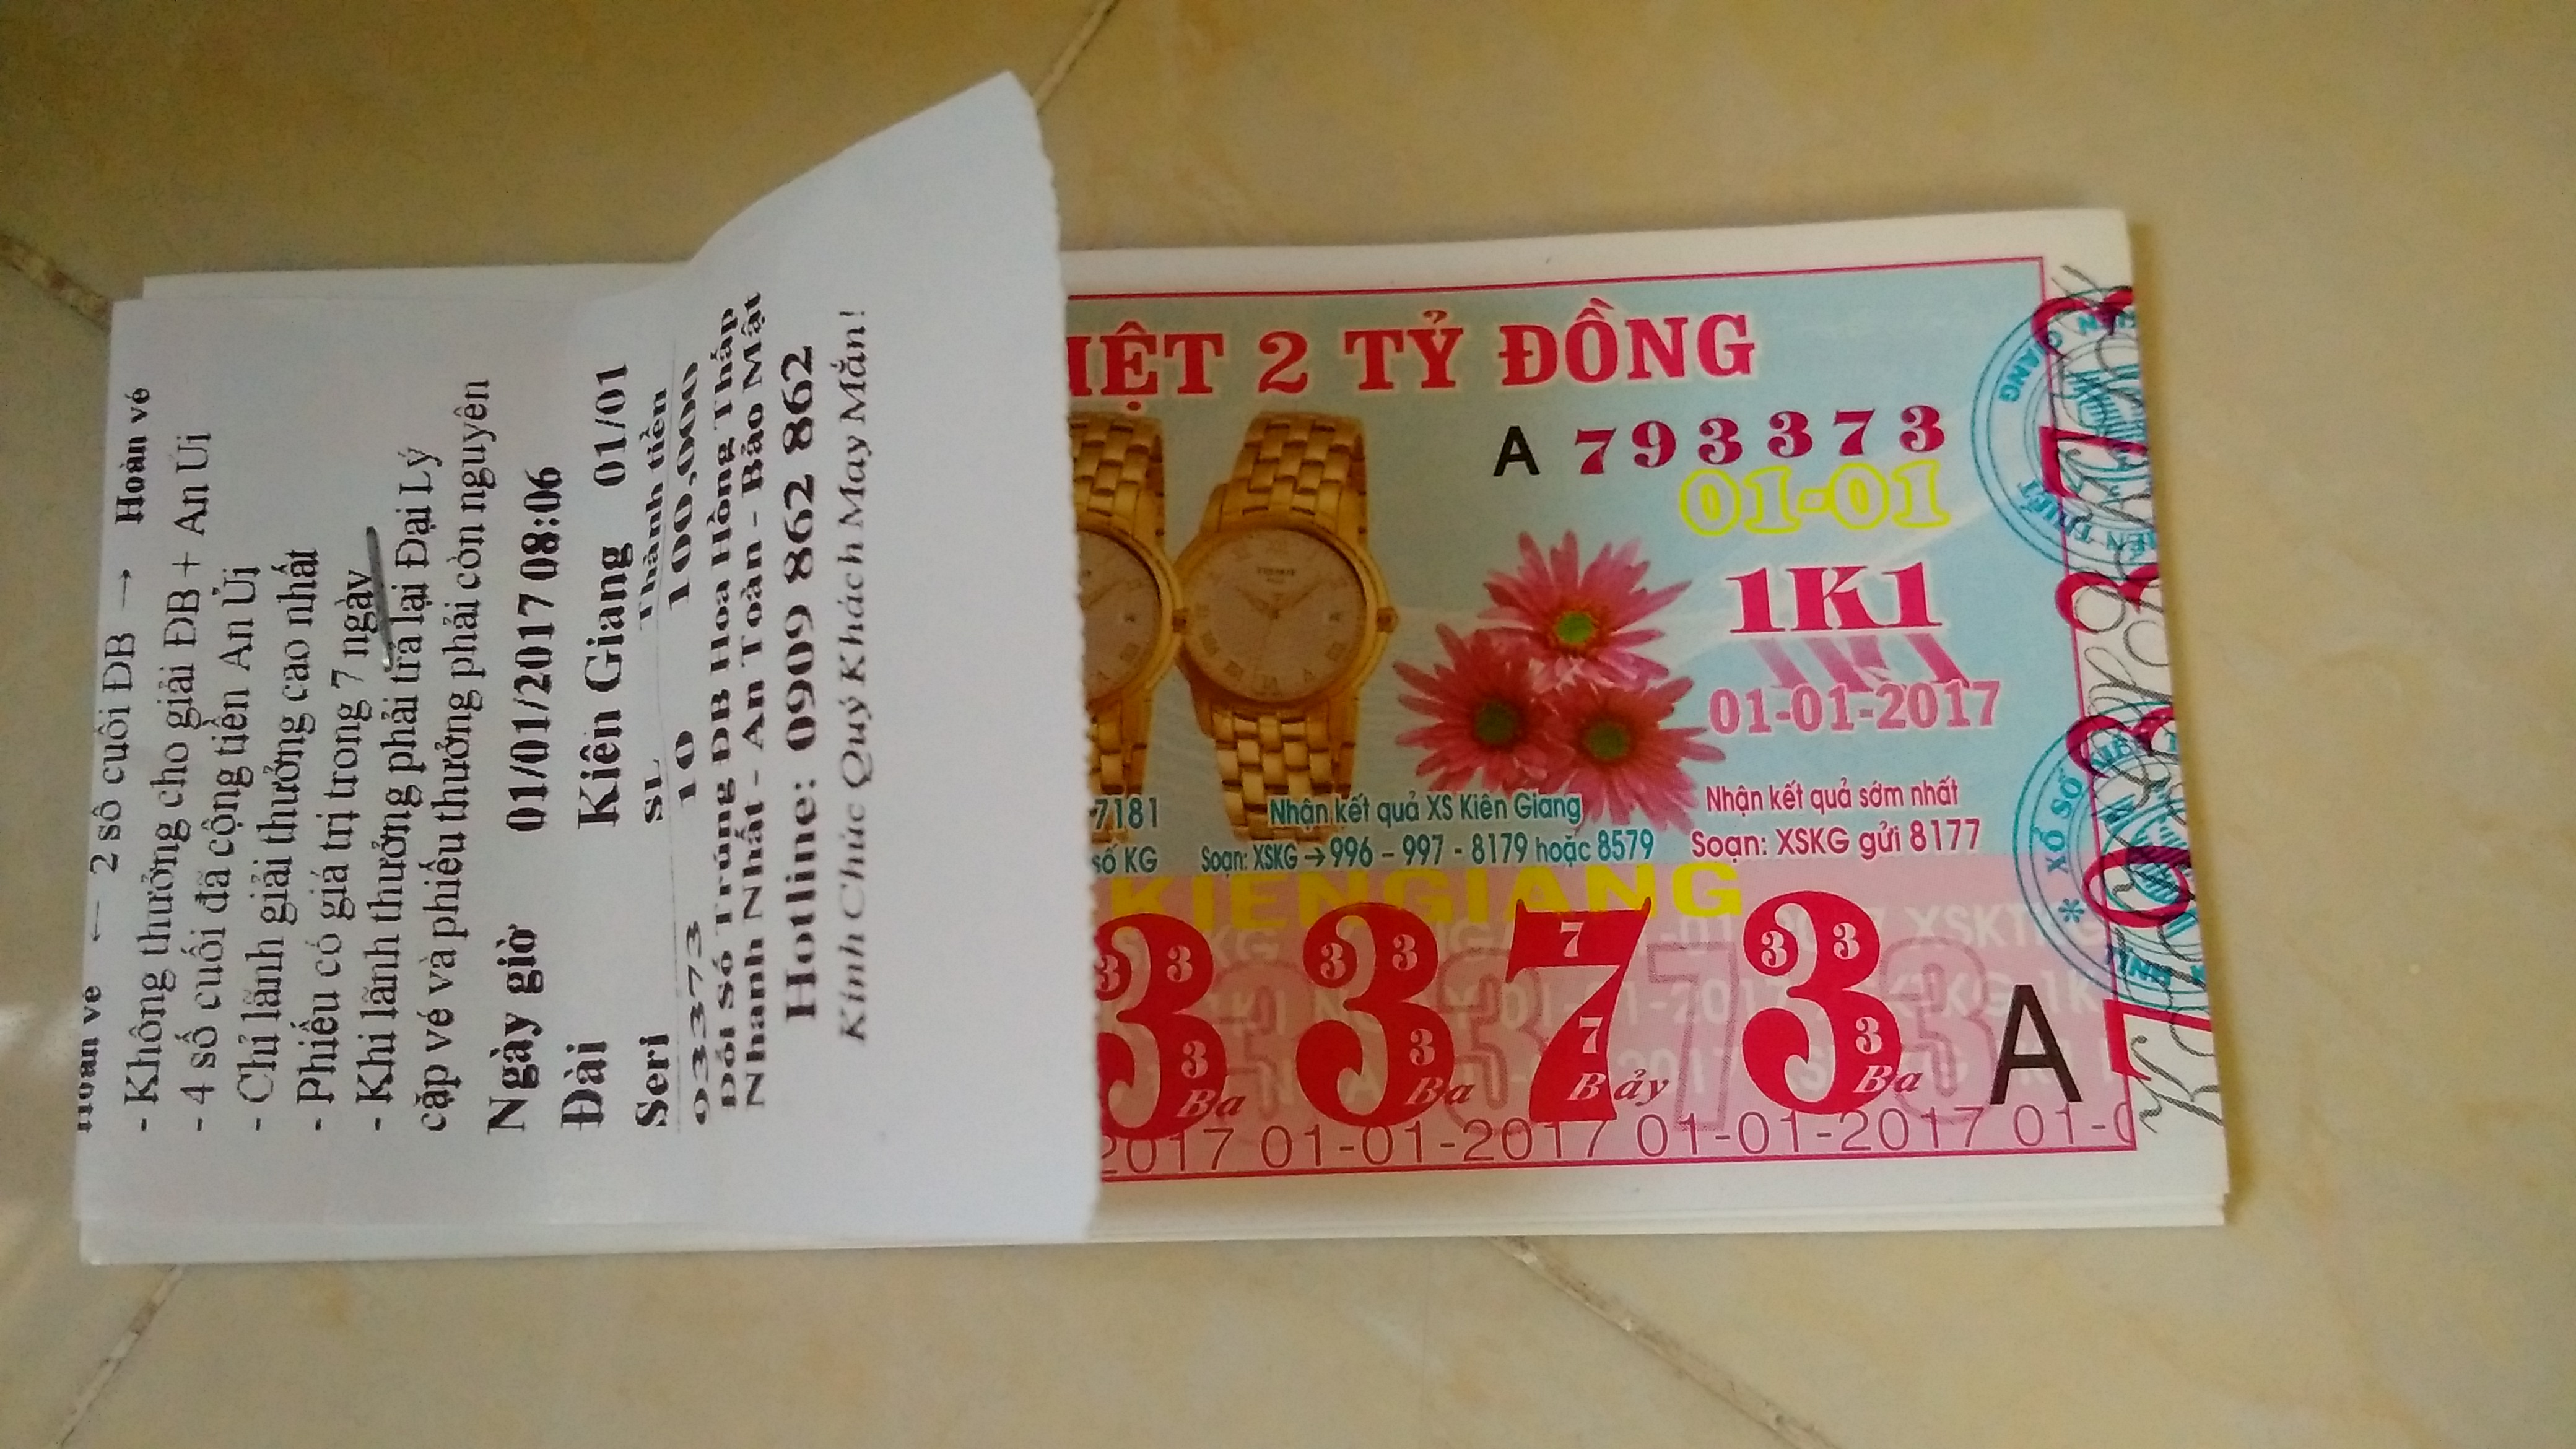 Hoàn vé ← 2 số cuối ĐB → Hoàn vé
- Không thưởng cho giải ĐB + An Ủi
- 4 số cuối đã cộng tiền An Ủi
- Chỉ lãnh giải thưởng cao nhất
- Phiếu có giá trị trong 7 ngày
- Khi lãnh thưởng phải trả lại Đại Lý
cặp vé và phiếu thưởng phải còn nguyên
Ngày giờ 01/01/2017 08:06
Đài Kiên Giang 01/01
Seri SL Thành tiền
93373 10 100,000
Đổi Số Trúng ĐB Hoa Hồng Thấp
Nhanh Nhất - An Toàn - Bảo Mật
Hotline: 0909 862 862
Kính Chúc Quý Khách May Mắn!
IỆT 2 TỶ ĐỒNG
A 793373
01-01
1K1
01-01-2017
7181
số KG
Nhận kết quả XS Kiên Giang
Soạn: XSKG → 996 – 997 - 8179 hoặc 8579
Nhận kết quả sớm nhất
Soạn: XSKG gửi 8177
KIENGIANG
3 3 7 3
Ba Ba Bảy Ba
A
2017 01-01-2017 01-01-2017 01-0